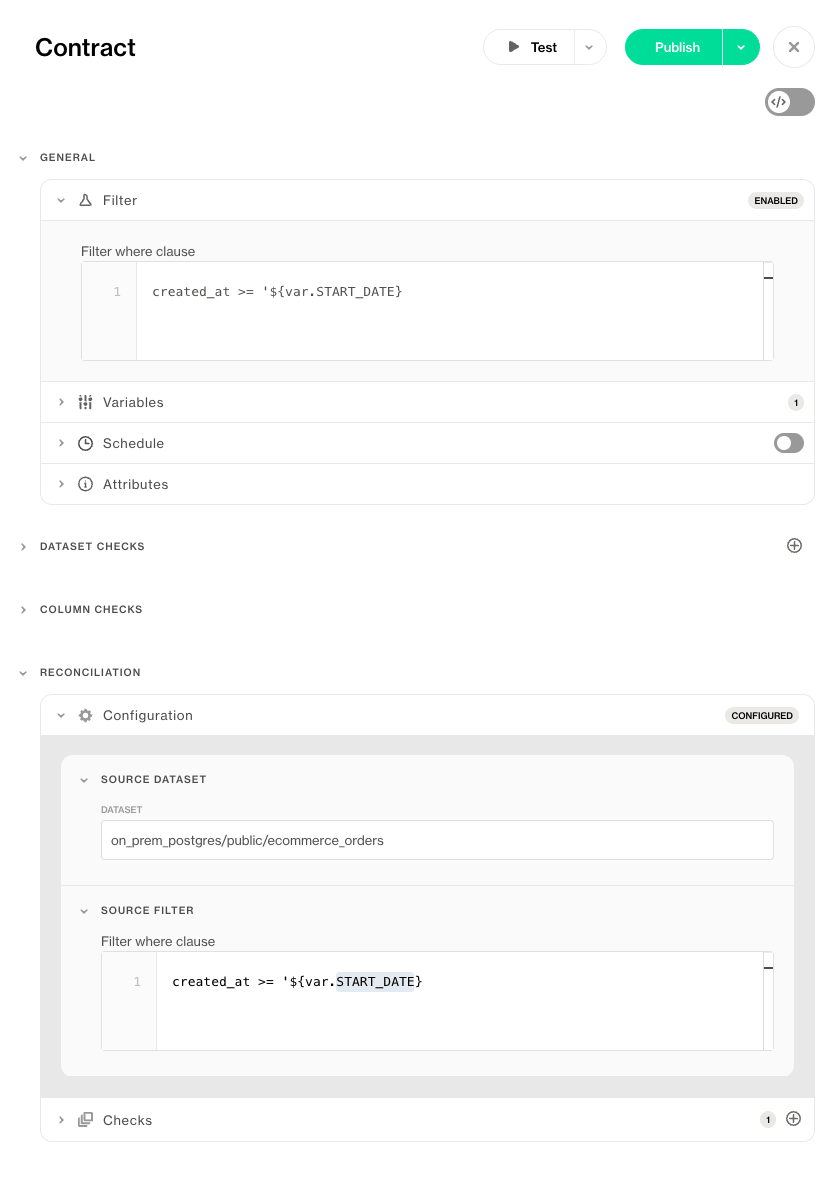 Contract
Test
Publish
</>
GENERAL
Filter
ENABLED
Filter where clause
1
created_at >= '${var.START_DATE}
Variables
1
Schedule
Attributes
DATASET CHECKS
COLUMN CHECKS
RECONCILIATION
Configuration
CONFIGURED
SOURCE DATASET
DATASET
on_prem_postgres/public/ecommerce_orders
SOURCE FILTER
Filter where clause
1
created_at >= '${var.START_DATE}
Checks
1